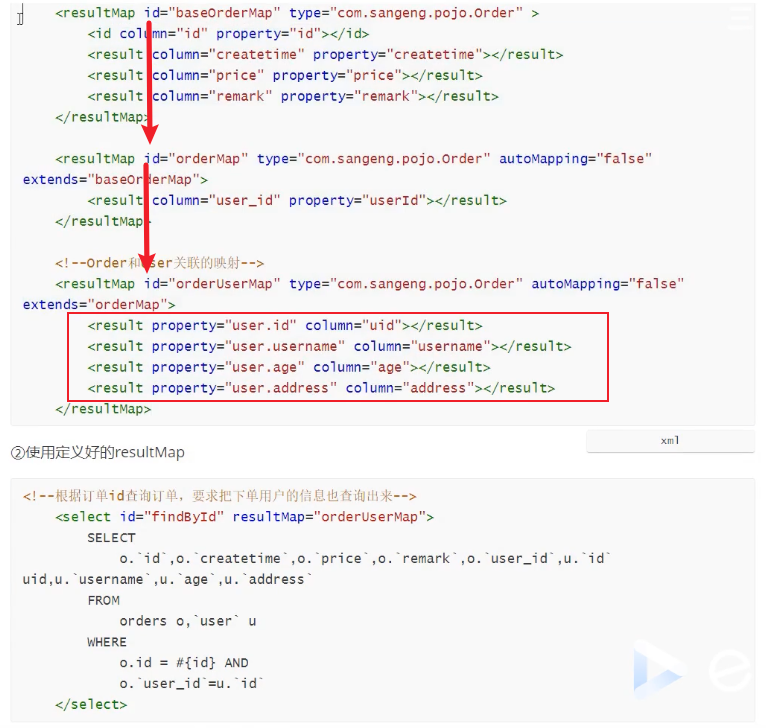 <resultMap id="baseOrderMap" type="com.sangeng.pojo.Order" >
<id column="id" property="id"></id>
<result column="createtime" property="createtime"></result>
<result column="price" property="price"></result>
<result column="remark" property="remark"></result>
</resultMap>
<resultMap id="orderMap" type="com.sangeng.pojo.Order" autoMapping="false"
extends="baseOrderMap">
<result column="user_id" property="userId"></result>
</resultMap>
<!--Order和User关联的映射-->
<resultMap id="orderUserMap" type="com.sangeng.pojo.Order" autoMapping="false"
extends="orderMap">
<result property="user.id" column="uid"></result>
<result property="user.username" column="username"></result>
<result property="user.age" column="age"></result>
<result property="user.address" column="address"></result>
</resultMap>
xml
②使用定义好的resultMap
<!--根据订单id查询订单，要求把下单用户的信息也查询出来-->
<select id="findById" resultMap="orderUserMap">
SELECT
o.`id`,o.`createtime`,o.`price`,o.`remark`,o.`user_id`,u.`id`
uid,u.`username`,u.`age`,u.`address`
FROM
orders o,`user` u
WHERE
o.id = #{id} AND
o.`user_id`=u.`id`
</select>